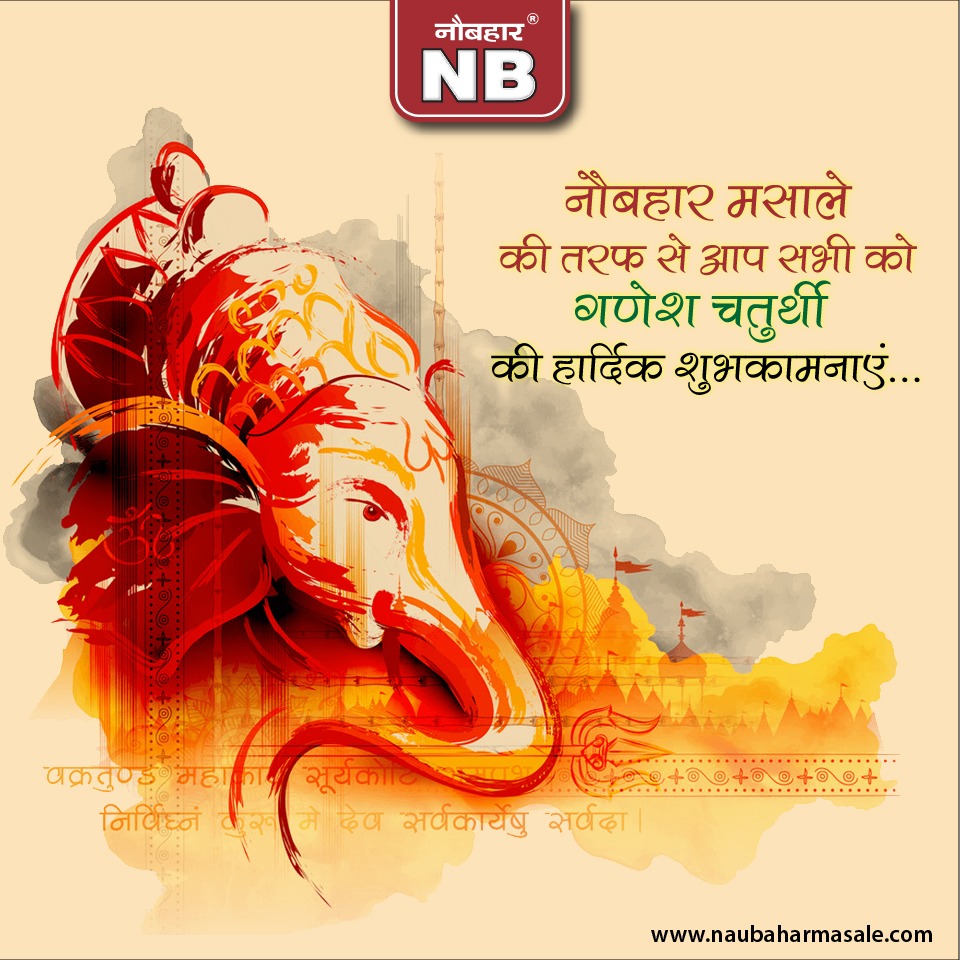 नौबहार®
NB
नौबहार मसाले
की तरफ से आप सभी को
गणेश चतुर्थी
की हार्दिक शुभकामनाएं...
ॐ
वक्रतुण्ड महाकाय सूर्यकोटि
निर्विघ्नं कुरू मे देव सर्वकार्येषु सर्वदा।
www.naubaharmasale.com